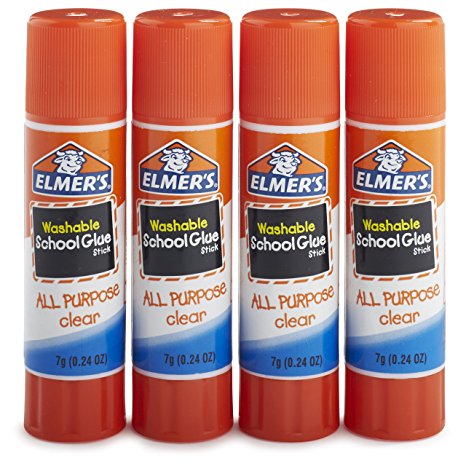 ELMER'S®
Washable
School Glue
Stick
ALL PURPOSE
clear
7g (0.24 OZ)
ELMER'S®
Washable
School Glue
Stick
ALL PURPOSE
clear
7g (0.24 OZ)
ELMER'S®
Washable
School Glue
Stick
ALL PURPOSE
clear
7g (0.24 OZ)
ELMER'S®
Washable
School Glue
Stick
ALL PURPOSE
clear
7g (0.24 OZ)